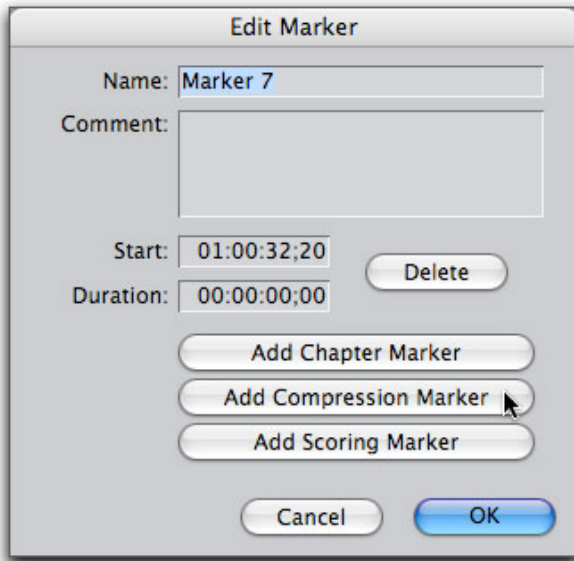 Edit Marker
Name: Marker 7
Comment:
Start: 01:00:32;20
Delete
Duration: 00:00:00;00
Add Chapter Marker
Add Compression Marker
Add Scoring Marker
Cancel OK